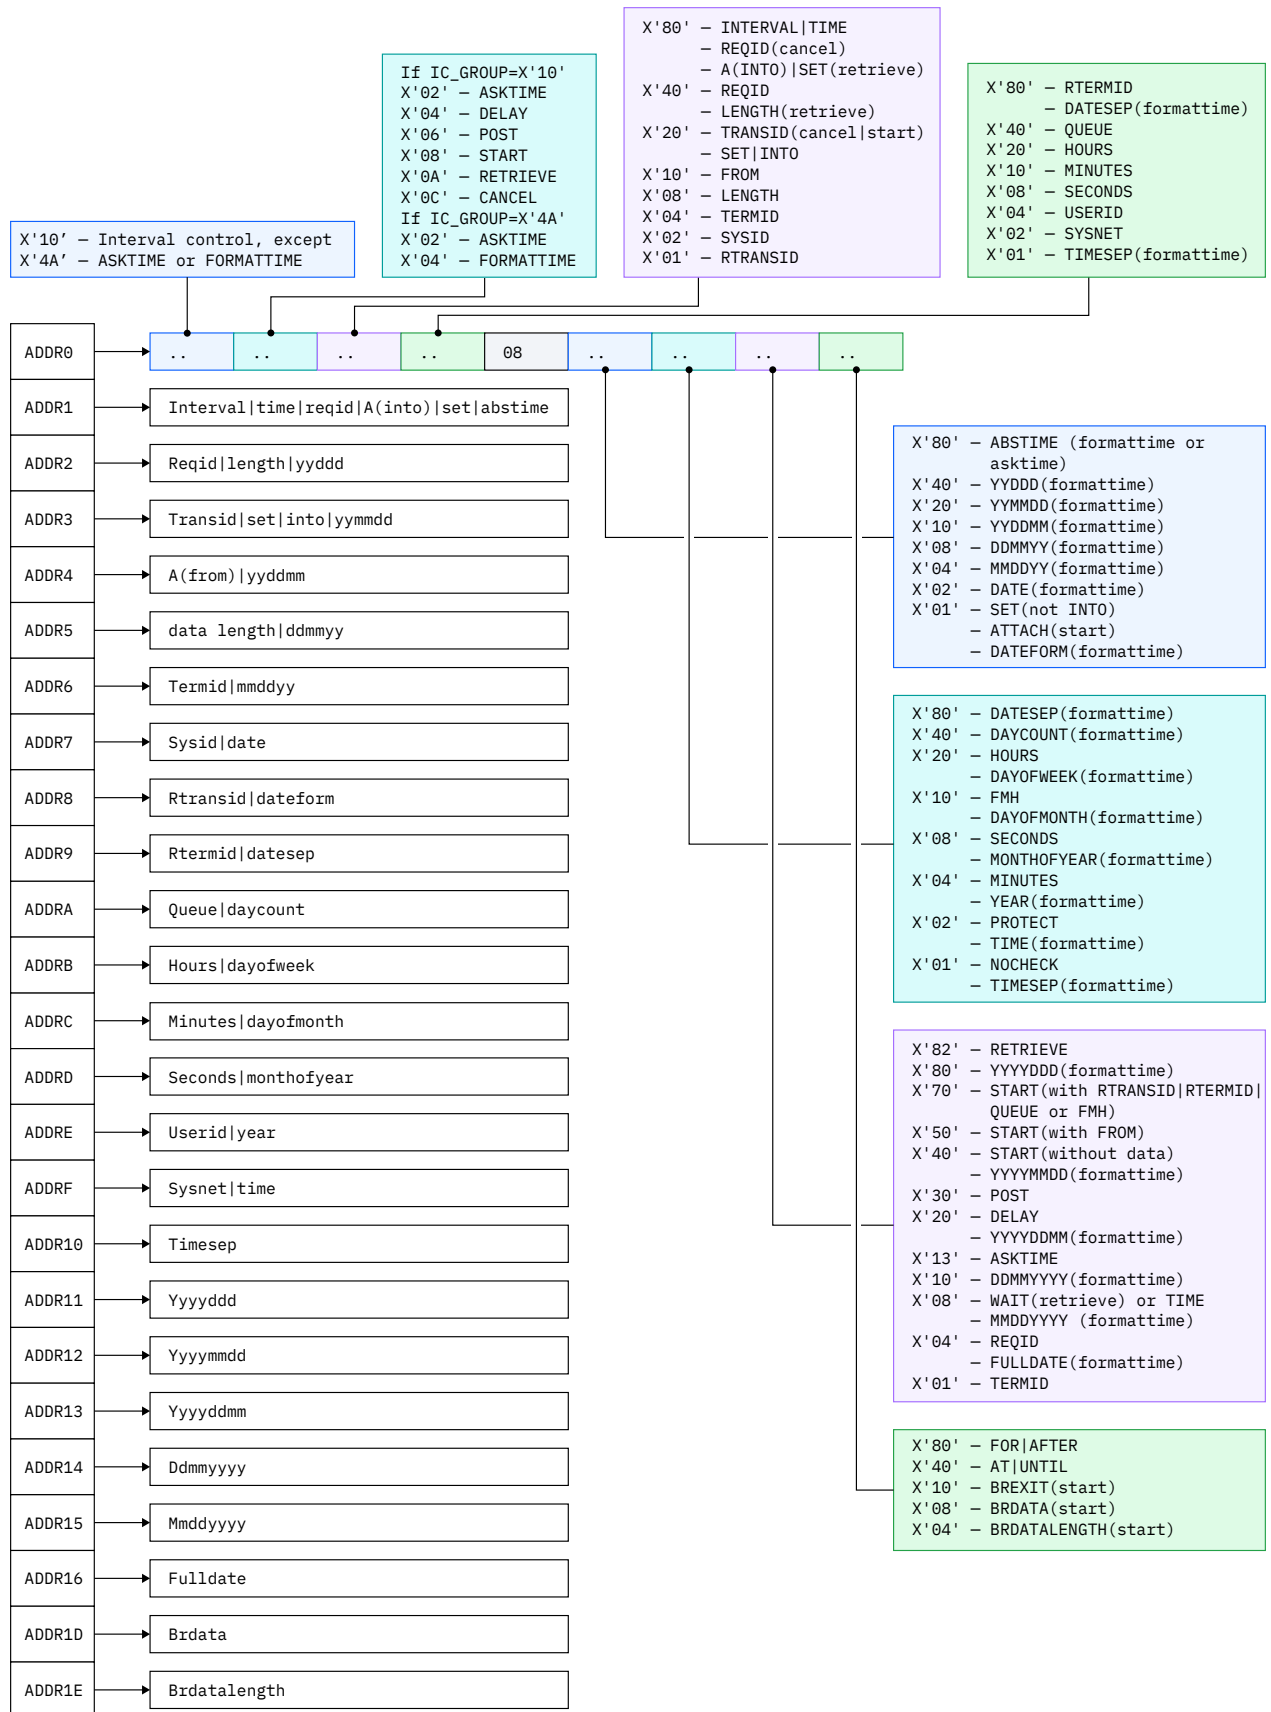 X'80' — INTERVAL|TIME
— REQID(cancel)
— A(INTO)|SET(retrieve)
X'40' — REQID
— LENGTH(retrieve)
X'20' — TRANSID(cancel|start)
— SET|INTO
X'10' — FROM
X'08' — LENGTH
X'04' — TERMID
X'02' — SYSID
X'01' — RTRANSID
If IC_GROUP=X'10'
X'02' — ASKTIME
X'04' — DELAY
X'06' — POST
X'08' — START
X'0A' — RETRIEVE
X'0C' — CANCEL
If IC_GROUP=X'4A'
X'02' — ASKTIME
X'04' — FORMATTIME
X'80' — RTERMID
— DATESEP(formattime)
X'40' — QUEUE
X'20' — HOURS
X'10' — MINUTES
X'08' — SECONDS
X'04' — USERID
X'02' — SYSNET
X'01' — TIMESEP(formattime)
X'10’ — Interval control, except
X'4A’ — ASKTIME or FORMATTIME
ADDR0 .. .. .. .. 08 .. .. .. ..
ADDR1 Interval|time|reqid|A(into)|set|abstime
ADDR2 Reqid|length|yyddd
ADDR3 Transid|set|into|yymmdd
ADDR4 A(from)|yyddmm
ADDR5 data length|ddmmyy
ADDR6 Termid|mmddyy
ADDR7 Sysid|date
ADDR8 Rtransid|dateform
ADDR9 Rtermid|datesep
ADDRA Queue|daycount
ADDRB Hours|dayofweek
ADDRC Minutes|dayofmonth
ADDRD Seconds|monthofyear
ADDRE Userid|year
ADDRF Sysnet|time
ADDR10 Timesep
ADDR11 Yyyyddd
ADDR12 Yyyymmdd
ADDR13 Yyyyddmm
ADDR14 Ddmmyyyy
ADDR15 Mmddyyyy
ADDR16 Fulldate
ADDR1D Brdata
ADDR1E Brdatalength
X'80' — ABSTIME (formattime or
asktime)
X'40' — YYDDD(formattime)
X'20' — YYMMDD(formattime)
X'10' — YYDDMM(formattime)
X'08' — DDMMYY(formattime)
X'04' — MMDDYY(formattime)
X'02' — DATE(formattime)
X'01' — SET(not INTO)
— ATTACH(start)
— DATEFORM(formattime)
X'80' — DATESEP(formattime)
X'40' — DAYCOUNT(formattime)
X'20' — HOURS
— DAYOFWEEK(formattime)
X'10' — FMH
— DAYOFMONTH(formattime)
X'08' — SECONDS
— MONTHOFYEAR(formattime)
X'04' — MINUTES
— YEAR(formattime)
X'02' — PROTECT
— TIME(formattime)
X'01' — NOCHECK
— TIMESEP(formattime)
X'82' — RETRIEVE
X'80' — YYYYDDD(formattime)
X'70' — START(with RTRANSID|RTERMID|
QUEUE or FMH)
X'50' — START(with FROM)
X'40' — START(without data)
— YYYYMMDD(formattime)
X'30' — POST
X'20' — DELAY
— YYYYDDMM(formattime)
X'13' — ASKTIME
X'10' — DDMMYYYY(formattime)
X'08' — WAIT(retrieve) or TIME
— MMDDYYYY (formattime)
X'04' — REQID
— FULLDATE(formattime)
X'01' — TERMID
X'80' — FOR|AFTER
X'40' — AT|UNTIL
X'10' — BREXIT(start)
X'08' — BRDATA(start)
X'04' — BRDATALENGTH(start)